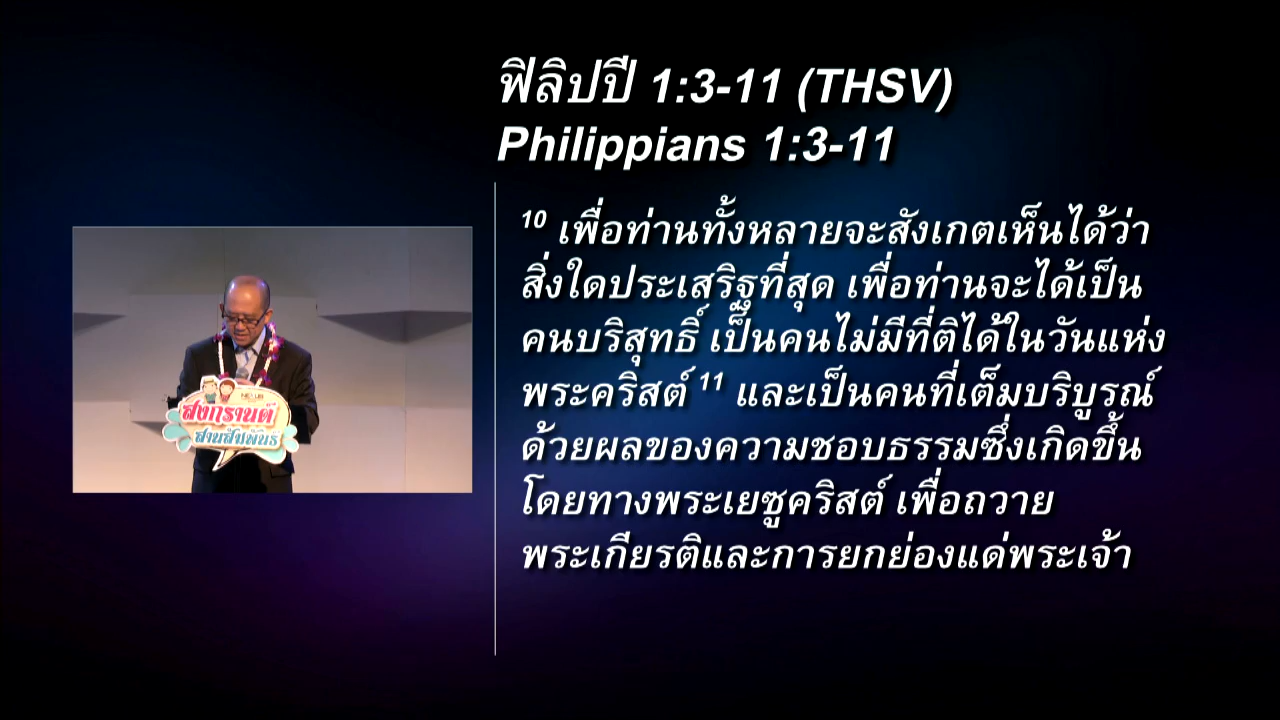 ฟีลิปปี 1:3-11 (THSV)
Philippians 1:3-11
10 เพื่อท่านทั้งหลายจะสังเกตเห็นได้ว่า
สิ่งใดประเสริฐที่สุด เพื่อท่านจะได้เป็น
คนบริสุทธิ์ เป็นคนไม่มีที่ติได้ในวันแห่ง
พระคริสต์ 11 และเป็นคนที่เต็มบริบูรณ์
ด้วยผลของความชอบธรรมซึ่งเกิดขึ้น
โดยทางพระเยซูคริสต์ เพื่อถวาย
พระเกียรติและการยกย่องแด่พระเจ้า
สงกรานต์
สานสัมพันธ์